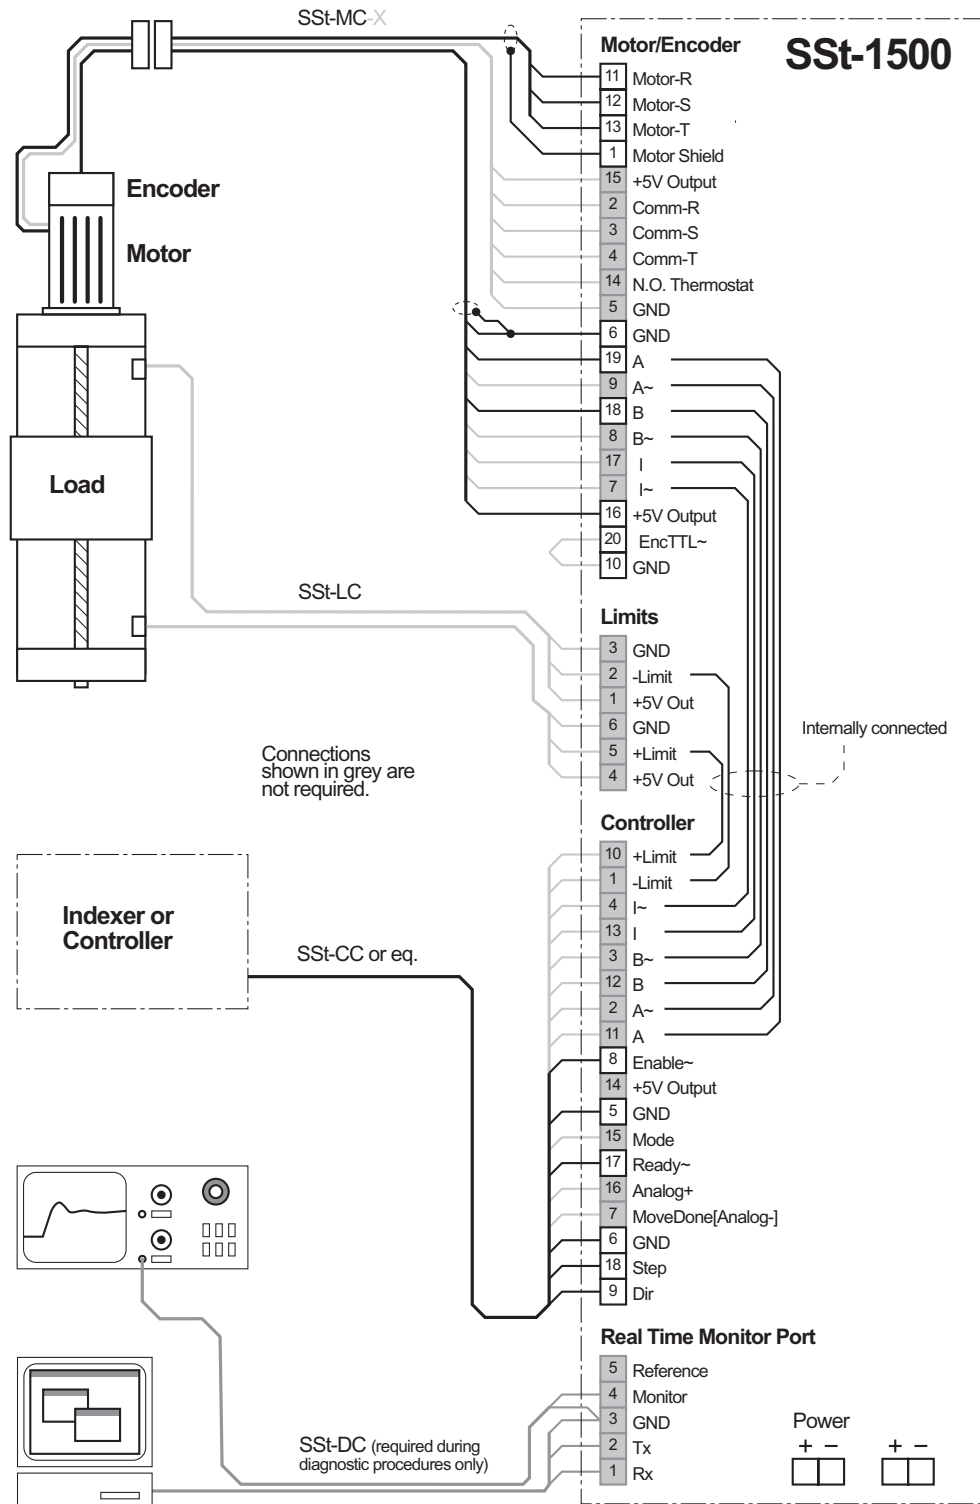 SSt-MC-X
SSt-1500
Motor/Encoder
11 Motor-R
12 Motor-S
13 Motor-T
1 Motor Shield
15 +5V Output
2 Comm-R
3 Comm-S
4 Comm-T
14 N.O. Thermostat
5 GND
6 GND
19 A
9 A~
18 B
8 B~
17 I
7 I~
16 +5V Output
20 EncTTL~
10 GND
Encoder
Motor
Load
SSt-LC
Limits
3 GND
2 -Limit
1 +5V Out
6 GND
5 +Limit
4 +5V Out
Internally connected
Connections
shown in grey are
not required.
Controller
10 +Limit
1 -Limit
4 I~
13 I
3 B~
12 B
2 A~
11 A
8 Enable~
14 +5V Output
5 GND
15 Mode
17 Ready~
16 Analog+
7 MoveDone[Analog-]
6 GND
18 Step
9 Dir
Indexer or
Controller
SSt-CC or eq.
Real Time Monitor Port
5 Reference
4 Monitor
3 GND
2 Tx
1 Rx
SSt-DC (required during
diagnostic procedures only)
Power
+ − + −